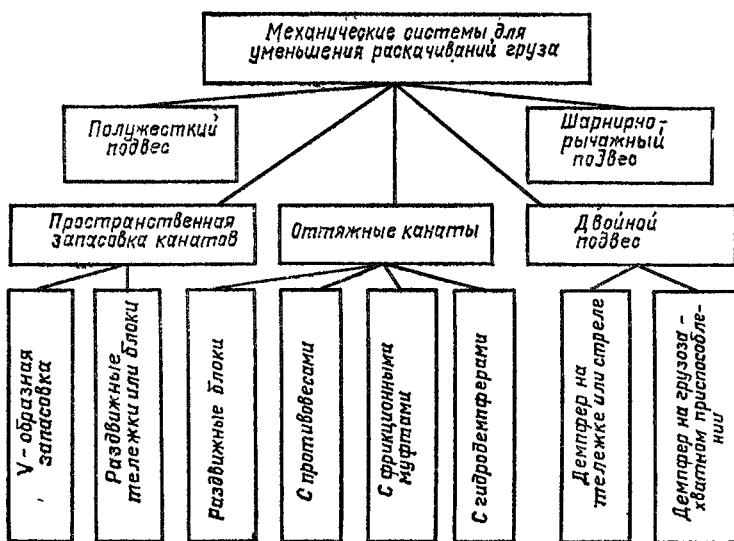 Механические системы для
уменьшения раскачиваний груза
Полужесткий
подвес
Шарнирно-
рычажный
подвес
Пространственная
запасовка канатов
Оттяжные канаты
Двойной
подвес
V-образная
запасовка
Раздвижные
тележки или блоки
Раздвижные блоки
С противовесами
С фрикционными
муфтами
С гидродемпферами
Демпфер на
тележке или стреле
Демпфер на грузоза-
хватном приспособле-
нии